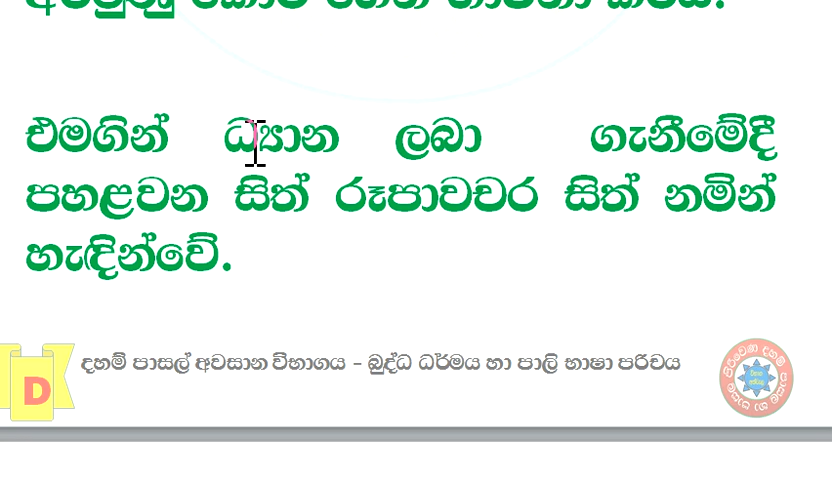 එමගින් ධ්‍යාන ලබා ගැනීමේදී
පහළවන සිත් රූපාවචර සිත් නමින්
හැඳින්වේ.
D
දහම් පාසල් අවසාන විභාගය - බුද්ධ ධර්මය හා පාලි භාෂා පරිචය